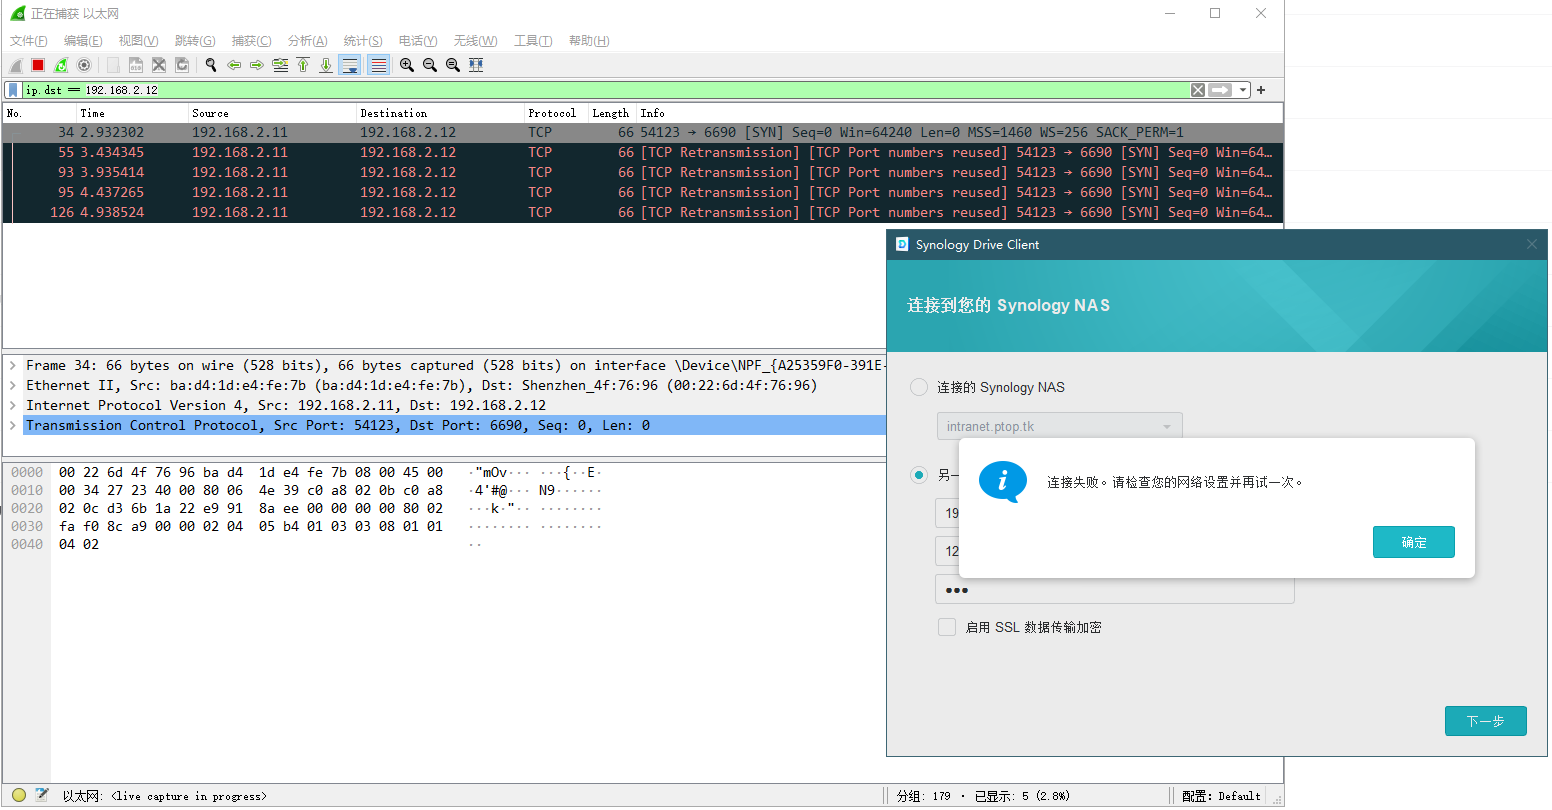 正在捕获 以太网
文件(F) 编辑(E) 视图(V) 跳转(G) 捕获(C) 分析(A) 统计(S) 电话(Y) 无线(W) 工具(T) 帮助(H)
ip.dst == 192.168.2.12
No. Time Source Destination Protocol Length Info
34 2.932302 192.168.2.11 192.168.2.12 TCP 66 54123 → 6690 [SYN] Seq=0 Win=64240 Len=0 MSS=1460 WS=256 SACK_PERM=1
55 3.434345 192.168.2.11 192.168.2.12 TCP 66 [TCP Retransmission] [TCP Port numbers reused] 54123 → 6690 [SYN] Seq=0 Win=64…
93 3.935414 192.168.2.11 192.168.2.12 TCP 66 [TCP Retransmission] [TCP Port numbers reused] 54123 → 6690 [SYN] Seq=0 Win=64…
95 4.437265 192.168.2.11 192.168.2.12 TCP 66 [TCP Retransmission] [TCP Port numbers reused] 54123 → 6690 [SYN] Seq=0 Win=64…
126 4.938524 192.168.2.11 192.168.2.12 TCP 66 [TCP Retransmission] [TCP Port numbers reused] 54123 → 6690 [SYN] Seq=0 Win=64…
Frame 34: 66 bytes on wire (528 bits), 66 bytes captured (528 bits) on interface \Device\NPF_{A25359F0-391E-
Ethernet II, Src: ba:d4:1d:e4:fe:7b (ba:d4:1d:e4:fe:7b), Dst: Shenzhen_4f:76:96 (00:22:6d:4f:76:96)
Internet Protocol Version 4, Src: 192.168.2.11, Dst: 192.168.2.12
Transmission Control Protocol, Src Port: 54123, Dst Port: 6690, Seq: 0, Len: 0
0000 00 22 6d 4f 76 96 ba d4 1d e4 fe 7b 08 00 45 00 ·"mOv··· ···{··E·
0010 00 34 27 23 40 00 80 06 4e 39 c0 a8 02 0b c0 a8 ·4'#@··· N9······
0020 02 0c d3 6b 1a 22 e9 91 8a ee 00 00 00 00 80 02 ···k·"·· ········
0030 fa f0 8c a9 00 00 02 04 05 b4 01 03 03 08 01 01 ········ ········
0040 04 02 ··
以太网: <live capture in progress> 分组: 179 · 已显示: 5 (2.8%) 配置: Default
Synology Drive Client
连接到您的 Synology NAS
连接的 Synology NAS
intranet.ptop.tk
另一
19
12
•••
连接失败。请检查您的网络设置并再试一次。
确定
启用 SSL 数据传输加密
下一步